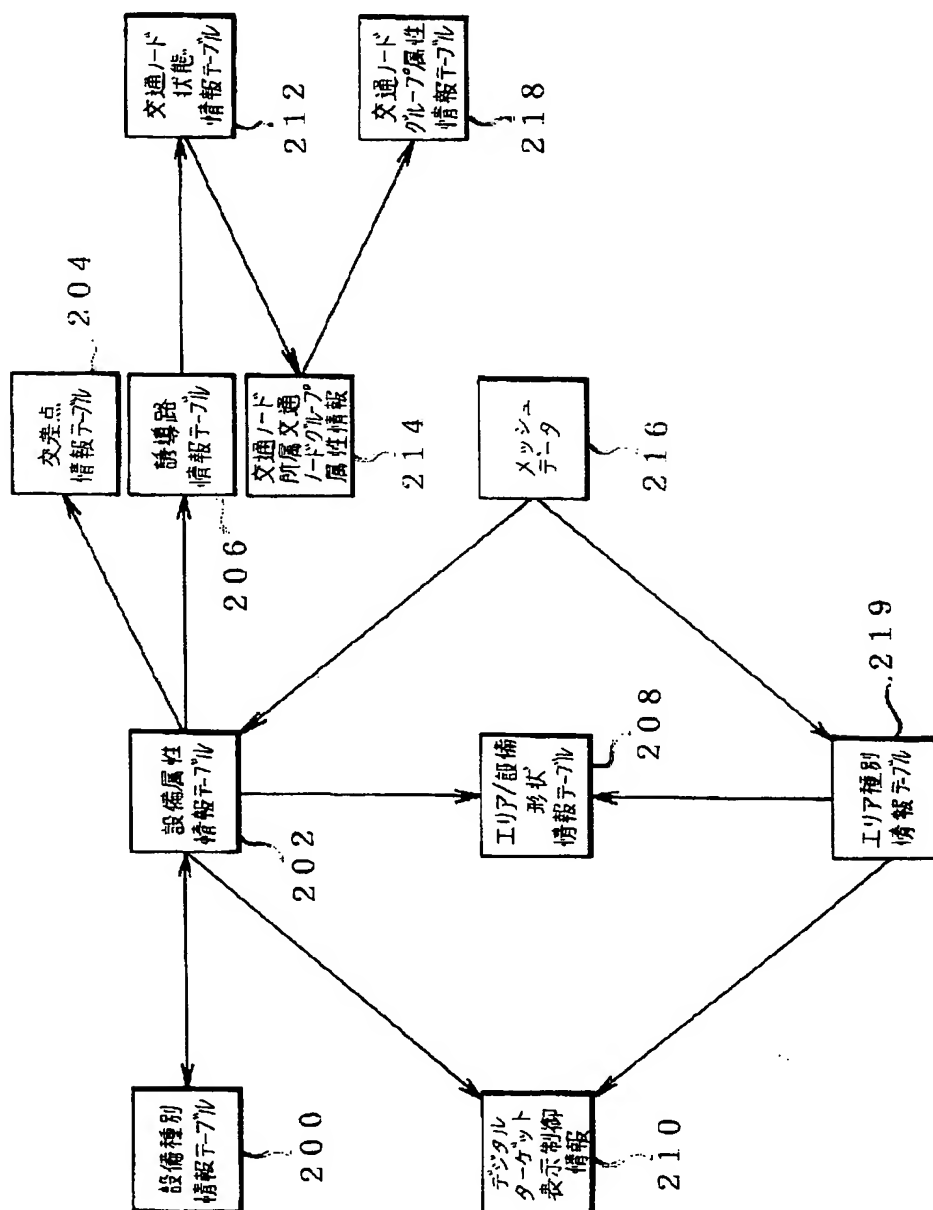 設備種別
情報テーブル
200
設備属性
情報テーブル
202
交差点
情報テーブル
204
誘導路
情報テーブル
206
交通ノード
状態
情報テーブル
212
交通ノード
所属交通
ノードグループ
属性情報
214
交通ノード
グループ属性
情報テーブル
218
デジタル
ターゲット
表示制御
情報
210
エリア/設備
形状
情報テーブル
208
メッシュ
データ
216
エリア種別
情報テーブル
219